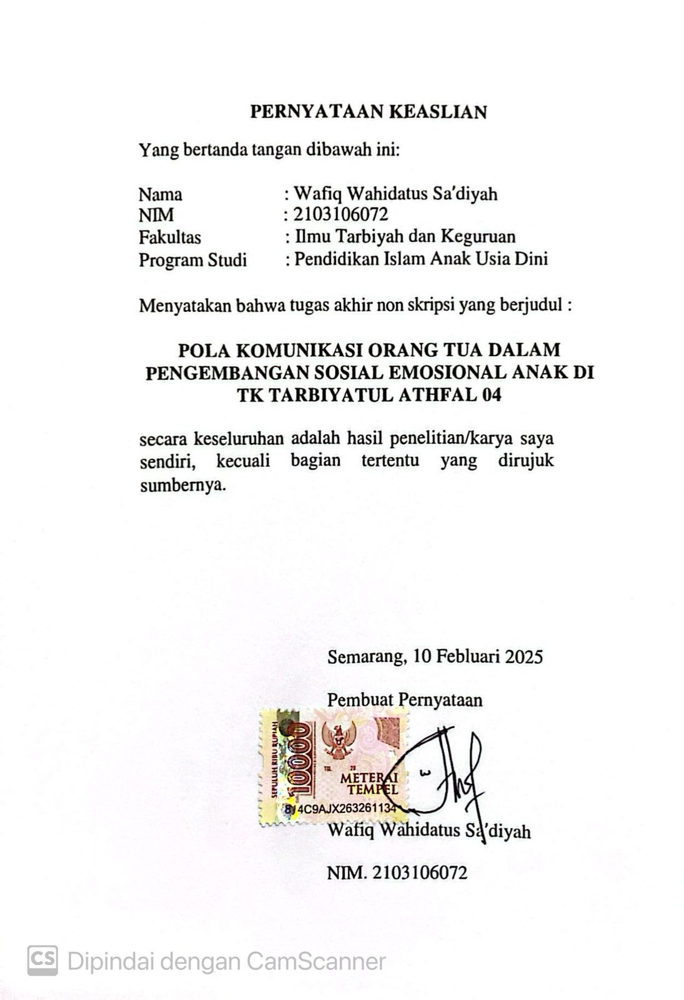 PERNYATAAN KEASLIAN
Yang bertanda tangan dibawah ini:
Nama : Wafiq Wahidatus Sa'diyah
NIM : 2103106072
Fakultas : Ilmu Tarbiyah dan Keguruan
Program Studi : Pendidikan Islam Anak Usia Dini
Menyatakan bahwa tugas akhir non skripsi yang berjudul :
POLA KOMUNIKASI ORANG TUA DALAM
PENGEMBANGAN SOSIAL EMOSIONAL ANAK DI
TK TARBIYATUL ATHFAL 04
secara keseluruhan adalah hasil penelitian/karya saya
sendiri, kecuali bagian tertentu yang dirujuk
sumbernya.
Semarang, 10 Febluari 2025
Pembuat Pernyataan
SEPULUH RIBU RUPIAH
10000
TGL. 20
METERAI
TEMPEL
Wafiq Wahidatus Sa'diyah
NIM. 2103106072
CS Dipindai dengan CamScanner